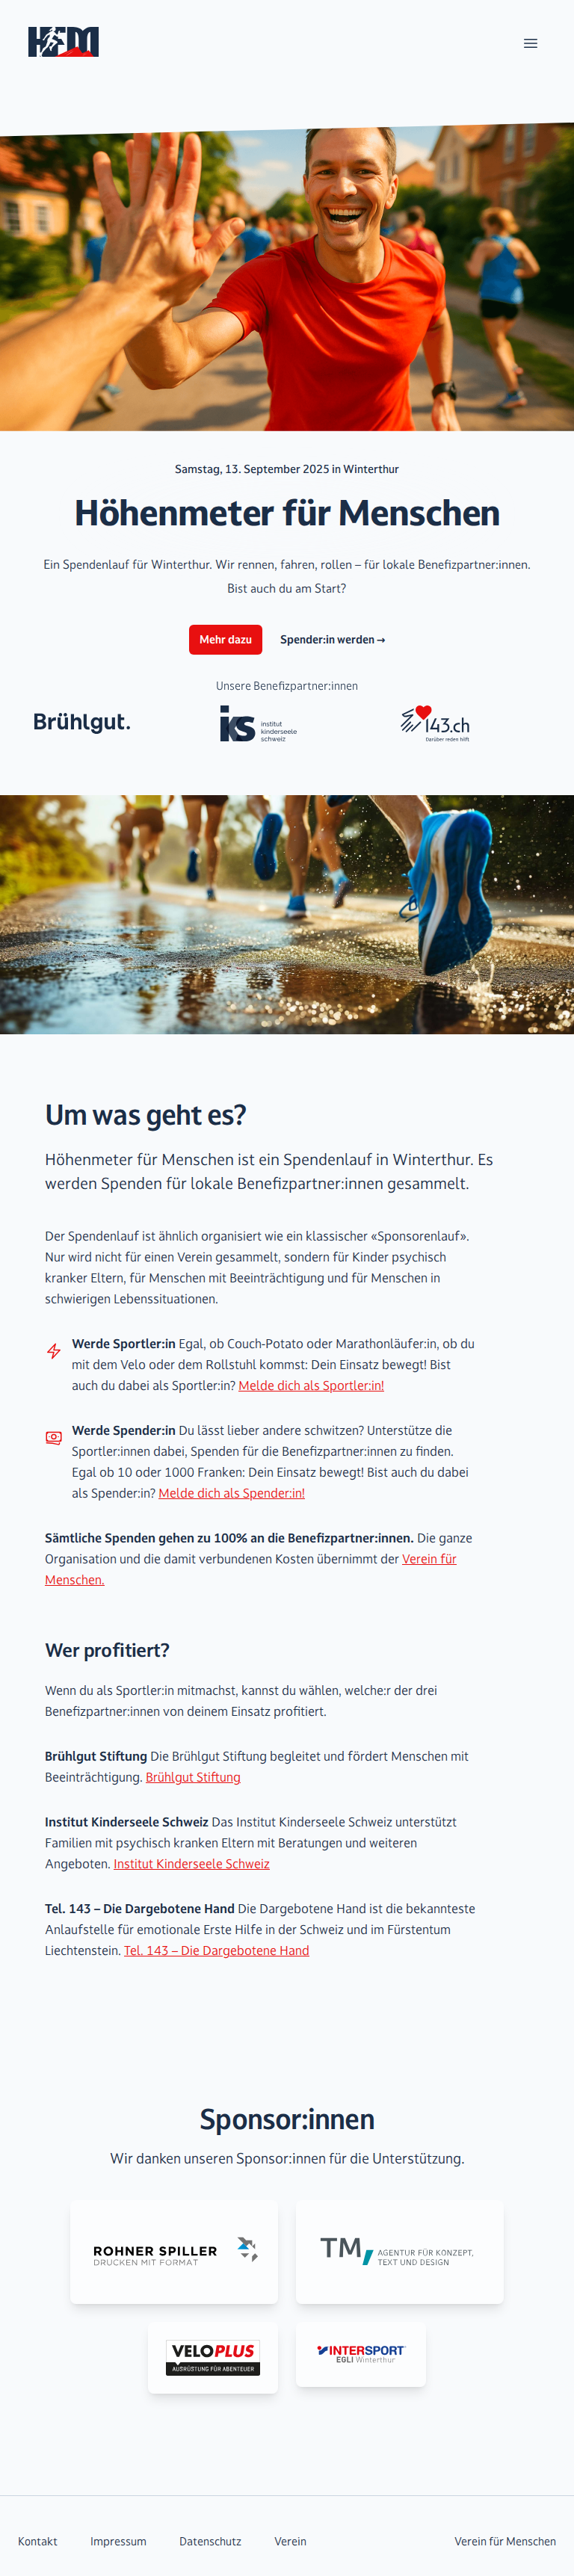 HFM
Samstag, 13. September 2025 in Winterthur
Höhenmeter für Menschen
Ein Spendenlauf für Winterthur. Wir rennen, fahren, rollen – für lokale Benefizpartner:innen.
Bist auch du am Start?
Mehr dazu
Spender:in werden →
Unsere Benefizpartner:innen
Brühlgut.
iks institut
kinderseele
schweiz
143.ch
Darüber reden hilft
Um was geht es?
Höhenmeter für Menschen ist ein Spendenlauf in Winterthur. Es
werden Spenden für lokale Benefizpartner:innen gesammelt.
Der Spendenlauf ist ähnlich organisiert wie ein klassischer «Sponsorenlauf».
Nur wird nicht für einen Verein gesammelt, sondern für Kinder psychisch
kranker Eltern, für Menschen mit Beeinträchtigung und für Menschen in
schwierigen Lebenssituationen.
Werde Sportler:in Egal, ob Couch-Potato oder Marathonläufer:in, ob du
mit dem Velo oder dem Rollstuhl kommst: Dein Einsatz bewegt! Bist
auch du dabei als Sportler:in? Melde dich als Sportler:in!
Werde Spender:in Du lässt lieber andere schwitzen? Unterstütze die
Sportler:innen dabei, Spenden für die Benefizpartner:innen zu finden.
Egal ob 10 oder 1000 Franken: Dein Einsatz bewegt! Bist auch du dabei
als Spender:in? Melde dich als Spender:in!
Sämtliche Spenden gehen zu 100% an die Benefizpartner:innen. Die ganze
Organisation und die damit verbundenen Kosten übernimmt der Verein für
Menschen.
Wer profitiert?
Wenn du als Sportler:in mitmachst, kannst du wählen, welche:r der drei
Benefizpartner:innen von deinem Einsatz profitiert.
Brühlgut Stiftung Die Brühlgut Stiftung begleitet und fördert Menschen mit
Beeinträchtigung. Brühlgut Stiftung
Institut Kinderseele Schweiz Das Institut Kinderseele Schweiz unterstützt
Familien mit psychisch kranken Eltern mit Beratungen und weiteren
Angeboten. Institut Kinderseele Schweiz
Tel. 143 – Die Dargebotene Hand Die Dargebotene Hand ist die bekannteste
Anlaufstelle für emotionale Erste Hilfe in der Schweiz und im Fürstentum
Liechtenstein. Tel. 143 – Die Dargebotene Hand
Sponsor:innen
Wir danken unseren Sponsor:innen für die Unterstützung.
ROHNER SPILLER
DRUCKEN MIT FORMAT
TM, AGENTUR FÜR KONZEPT,
TEXT UND DESIGN
VELOPLUS
AUSRÜSTUNG FÜR ABENTEUER
INTERSPORT
EGLI Winterthur
Kontakt
Impressum
Datenschutz
Verein
Verein für Menschen